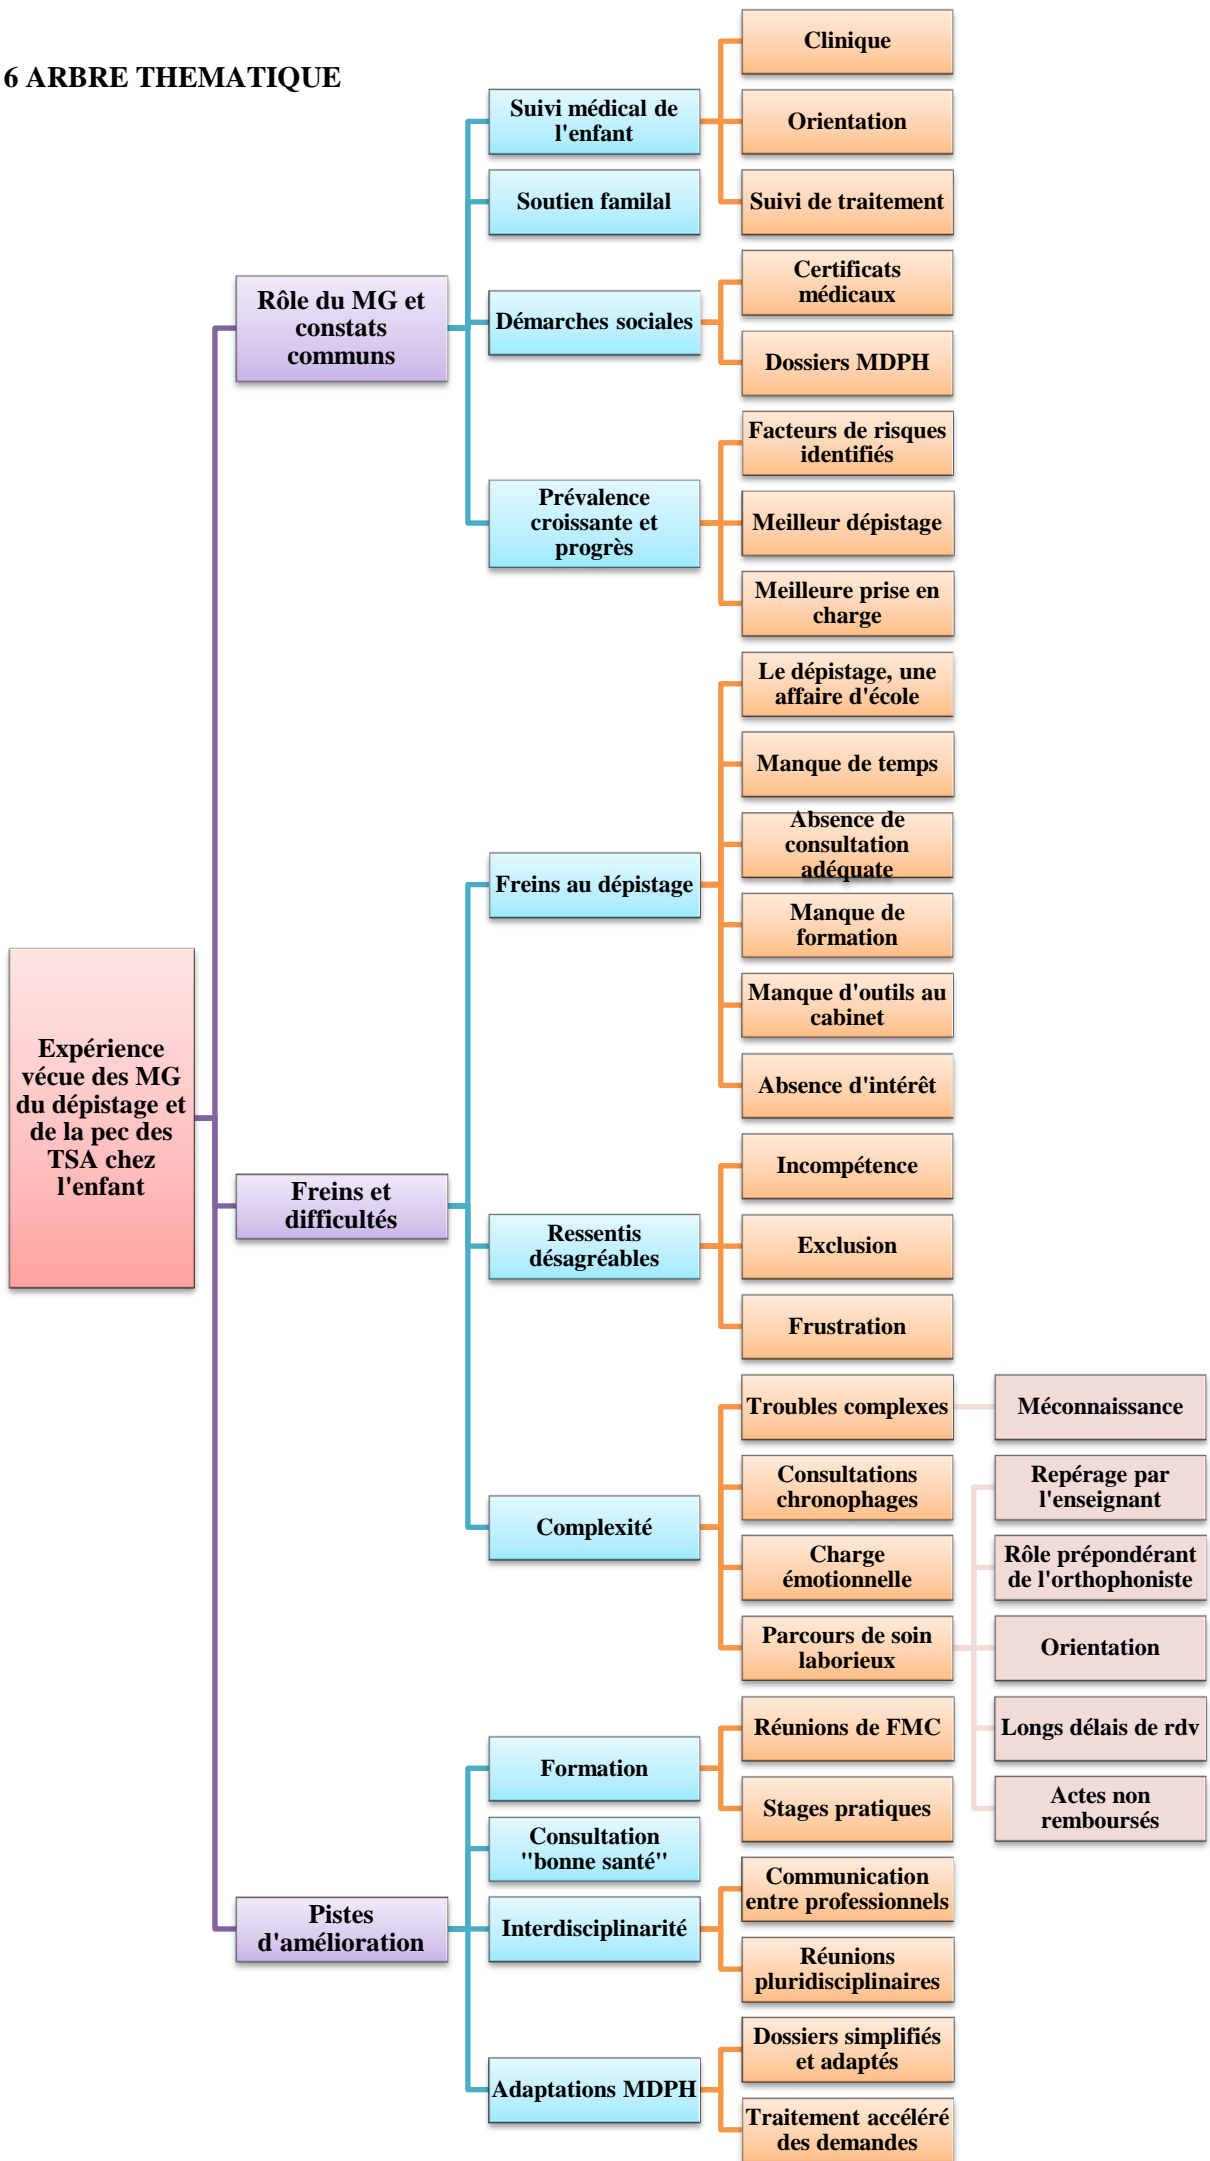 6 ARBRE THEMATIQUE
Expérience
vécue des MG
du dépistage et
de la pec des
TSA chez
l'enfant
Rôle du MG et
constats
communs
Suivi médical de
l'enfant
Clinique
Orientation
Suivi de traitement
Soutien familal
Démarches sociales
Certificats
médicaux
Dossiers MDPH
Prévalence
croissante et
progrès
Facteurs de risques
identifiés
Meilleur dépistage
Meilleure prise en
charge
Freins et
difficultés
Freins au dépistage
Le dépistage, une
affaire d'école
Manque de temps
Absence de
consultation
adéquate
Manque de
formation
Manque d'outils au
cabinet
Absence d'intérêt
Ressentis
désagréables
Incompétence
Exclusion
Frustration
Complexité
Troubles complexes
Méconnaissance
Consultations
chronophages
Charge
émotionnelle
Parcours de soin
laborieux
Repérage par
l'enseignant
Rôle prépondérant
de l'orthophoniste
Orientation
Longs délais de rdv
Actes non
remboursés
Pistes
d'amélioration
Formation
Réunions de FMC
Stages pratiques
Consultation
"bonne santé"
Interdisciplinarité
Communication
entre professionnels
Réunions
pluridisciplinaires
Adaptations MDPH
Dossiers simplifiés
et adaptés
Traitement accéléré
des demandes